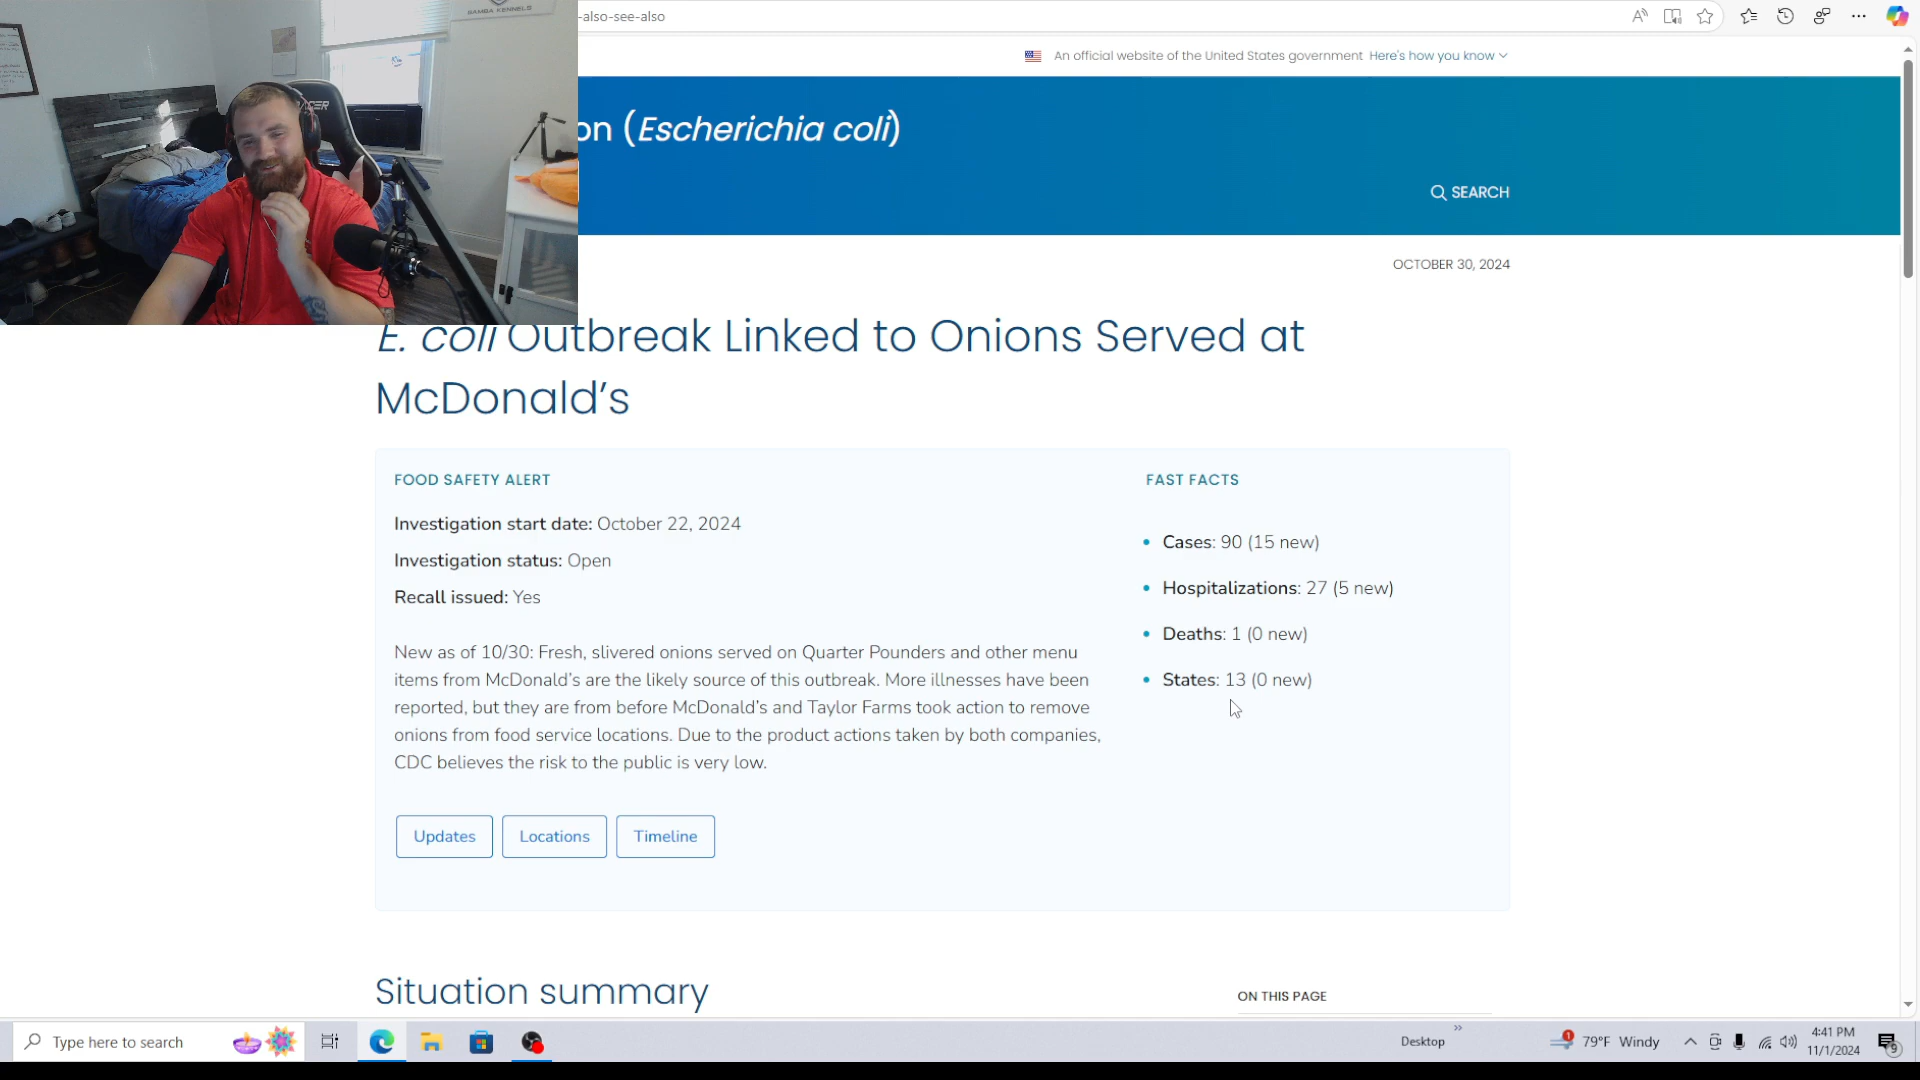 BAMBA KENNELS
-also-see-also
An official website of the United States government Here's how you know
on (Escherichia coli)
SEARCH
OCTOBER 30, 2024
E. coli Outbreak Linked to Onions Served at
McDonald's
FOOD SAFETY ALERT
Investigation start date: October 22, 2024
Investigation status: Open
Recall issued: Yes
New as of 10/30: Fresh, slivered onions served on Quarter Pounders and other menu
items from McDonald's are the likely source of this outbreak. More illnesses have been
reported, but they are from before McDonald's and Taylor Farms took action to remove
onions from food service locations. Due to the product actions taken by both companies,
CDC believes the risk to the public is very low.
Updates
Locations
Timeline
FAST FACTS
Cases: 90 (15 new)
Hospitalizations: 27 (5 new)
Deaths: 1 (0 new)
States: 13 (0 new)
Situation summary
ON THIS PAGE
Type here to search
Desktop
1
79°F Windy
4:41 PM
11/1/2024
9